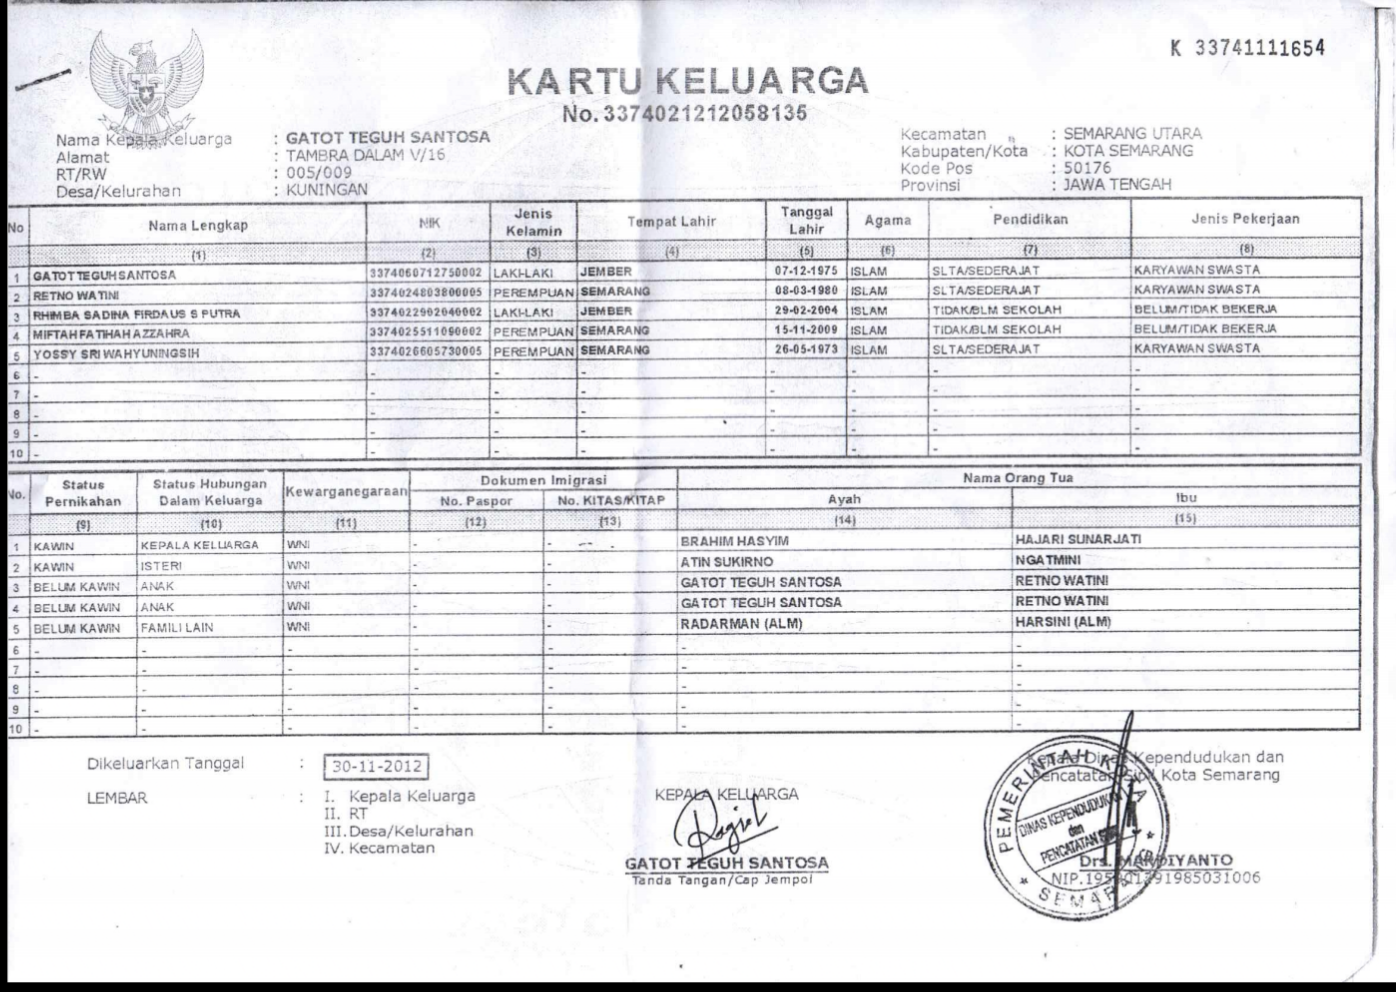 K 33741111654
KARTU KELUARGA
No. 3374021212058135
Nama Kepala Keluarga : GATOT TEGUH SANTOSA
Alamat : TAMBRA DALAM V/16
RT/RW : 005/009
Desa/Kelurahan : KUNINGAN
Kecamatan : SEMARANG UTARA
Kabupaten/Kota : KOTA SEMARANG
Kode Pos : 50176
Provinsi : JAWA TENGAH
No Nama Lengkap NIK Jenis Kelamin Tempat Lahir Tanggal Lahir Agama Pendidikan Jenis Pekerjaan
(1) (2) (3) (4) (5) (6) (7) (8)
1 GATOT TEGUH SANTOSA 3374060712750002 LAKI-LAKI JEMBER 07-12-1975 ISLAM SLTA/SEDERAJAT KARYAWAN SWASTA
2 RETNO WATINI 3374024803800005 PEREMPUAN SEMARANG 08-03-1980 ISLAM SLTA/SEDERAJAT KARYAWAN SWASTA
3 RHIMBA SADINA FIRDAUS S PUTRA 3374022902040002 LAKI-LAKI JEMBER 29-02-2004 ISLAM TIDAK/BLM SEKOLAH BELUM/TIDAK BEKERJA
4 MIFTAH FATIHAH AZZAHRA 3374025511090002 PEREMPUAN SEMARANG 15-11-2009 ISLAM TIDAK/BLM SEKOLAH BELUM/TIDAK BEKERJA
5 YOSSY SRI WAHYUNINGSIH 3374026605730005 PEREMPUAN SEMARANG 26-05-1973 ISLAM SLTA/SEDERAJAT KARYAWAN SWASTA
6 - - - - - - - -
7 - - - - - - - -
8 - - - - - - - -
9 - - - - - - - -
10 - - - - - - - -
No. Status Pernikahan Status Hubungan Dalam Keluarga Kewarganegaraan Dokumen Imigrasi Nama Orang Tua
No. Paspor No. KITAS/KITAP Ayah Ibu
(9) (10) (11) (12) (13) (14) (15)
1 KAWIN KEPALA KELUARGA WNI - - BRAHIM HASYIM HAJARI SUNARJATI
2 KAWIN ISTERI WNI - - ATIN SUKIRNO NGATMINI
3 BELUM KAWIN ANAK WNI - - GATOT TEGUH SANTOSA RETNO WATINI
4 BELUM KAWIN ANAK WNI - - GATOT TEGUH SANTOSA RETNO WATINI
5 BELUM KAWIN FAMILI LAIN WNI - - RADARMAN (ALM) HARSINI (ALM)
6 - - - - - - -
7 - - - - - - -
8 - - - - - - -
9 - - - - - - -
10 - - - - - - -
Dikeluarkan Tanggal : 30-11-2012
LEMBAR : I. Kepala Keluarga
II. RT
III. Desa/Kelurahan
IV. Kecamatan
KEPALA KELUARGA
GATOT TEGUH SANTOSA
Tanda Tangan/Cap Jempol
Kepala Dinas Kependudukan dan
Pencatatan Sipil Kota Semarang
PEMERINTAH KOTA
DINAS KEPENDUDUKAN
dan
PENCATATAN
SEMARANG
Drs. MARDIYANTO